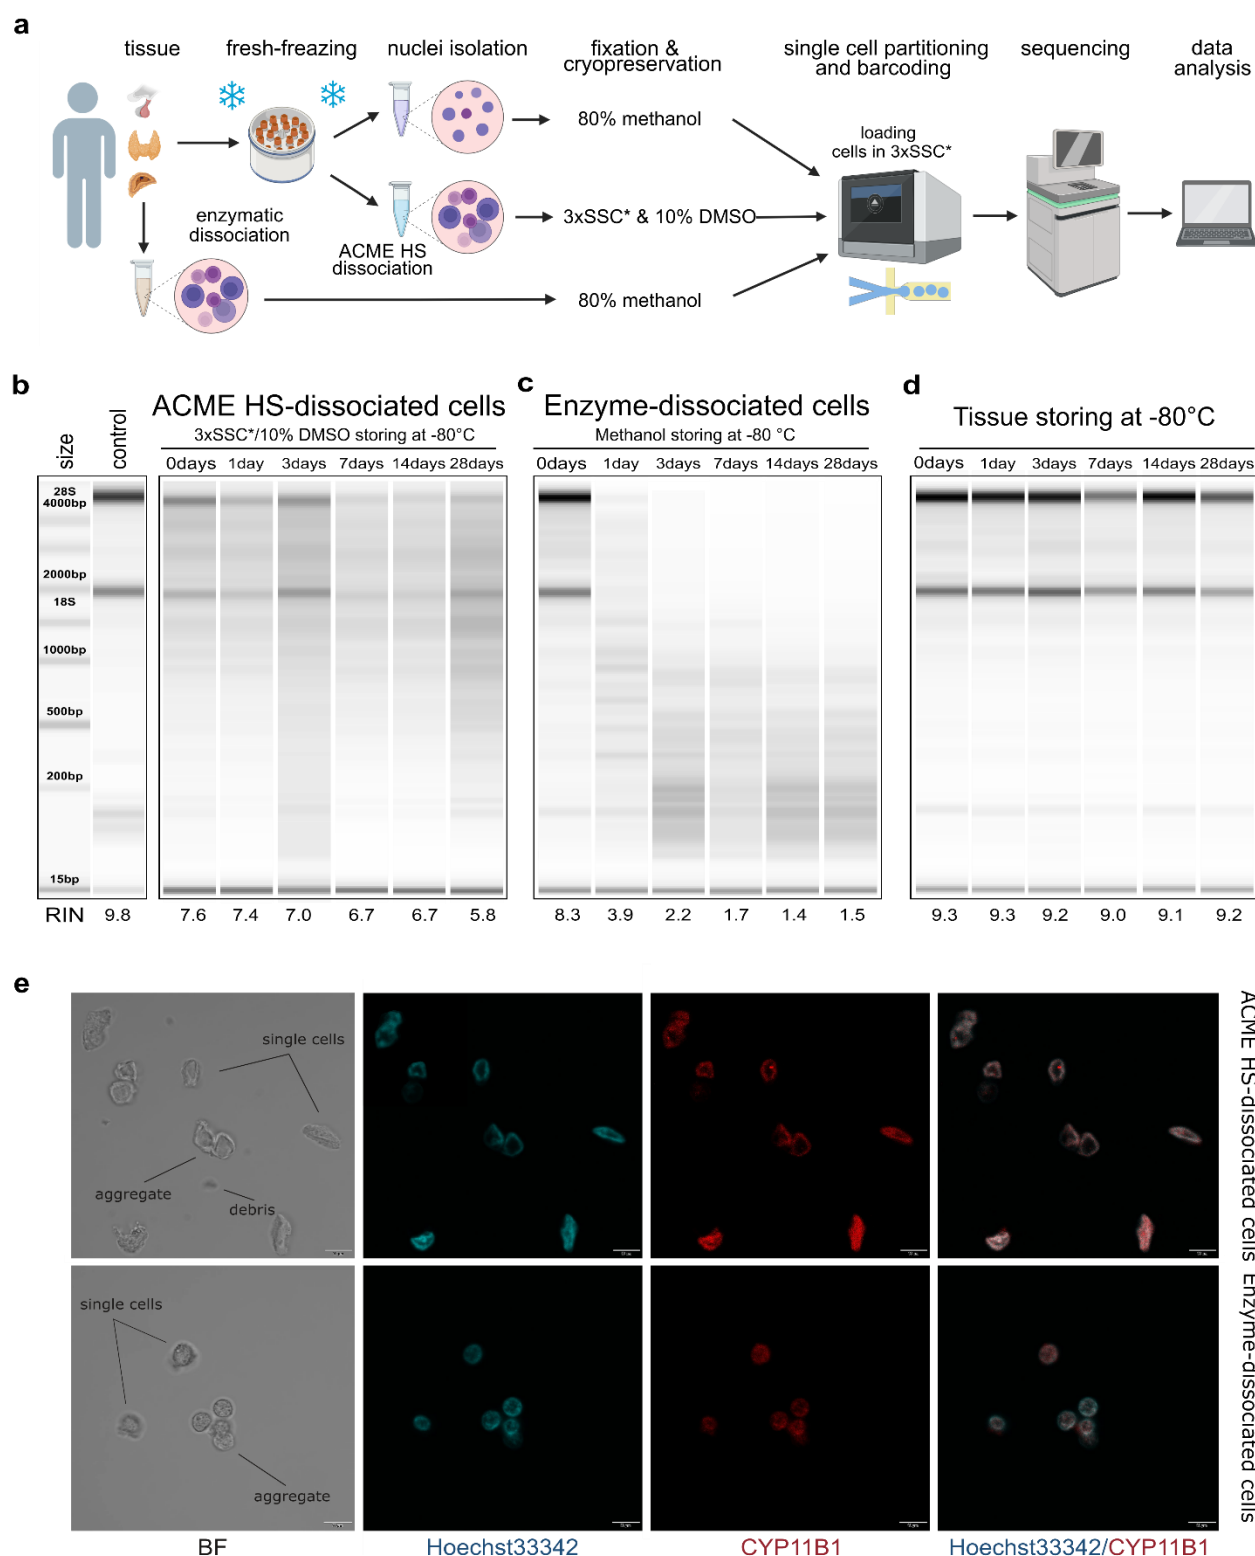 a
tissue
fresh-freazing
nuclei isolation
fixation &
cryopreservation
single cell partitioning
and barcoding
sequencing
data
analysis
80% methanol
loading
cells in 3xSSC*
enzymatic
dissociation
ACME HS
dissociation
3xSSC* & 10% DMSO
80% methanol
b
size
control
ACME HS-dissociated cells
3xSSC*/10% DMSO storing at -80°C
0days 1day 3days 7days 14days 28days
28S
4000bp
2000bp
18S
1000bp
500bp
200bp
15bp
RIN 9.8 7.6 7.4 7.0 6.7 6.7 5.8
c
Enzyme-dissociated cells
Methanol storing at -80 °C
0days 1day 3days 7days 14days 28days
8.3 3.9 2.2 1.7 1.4 1.5
d
Tissue storing at -80°C
0days 1day 3days 7days 14days 28days
9.3 9.3 9.2 9.0 9.1 9.2
e
single cells
aggregate
debris
ACME HS-dissociated cells
single cells
aggregate
Enzyme-dissociated cells
BF
Hoechst33342
CYP11B1
Hoechst33342/CYP11B1